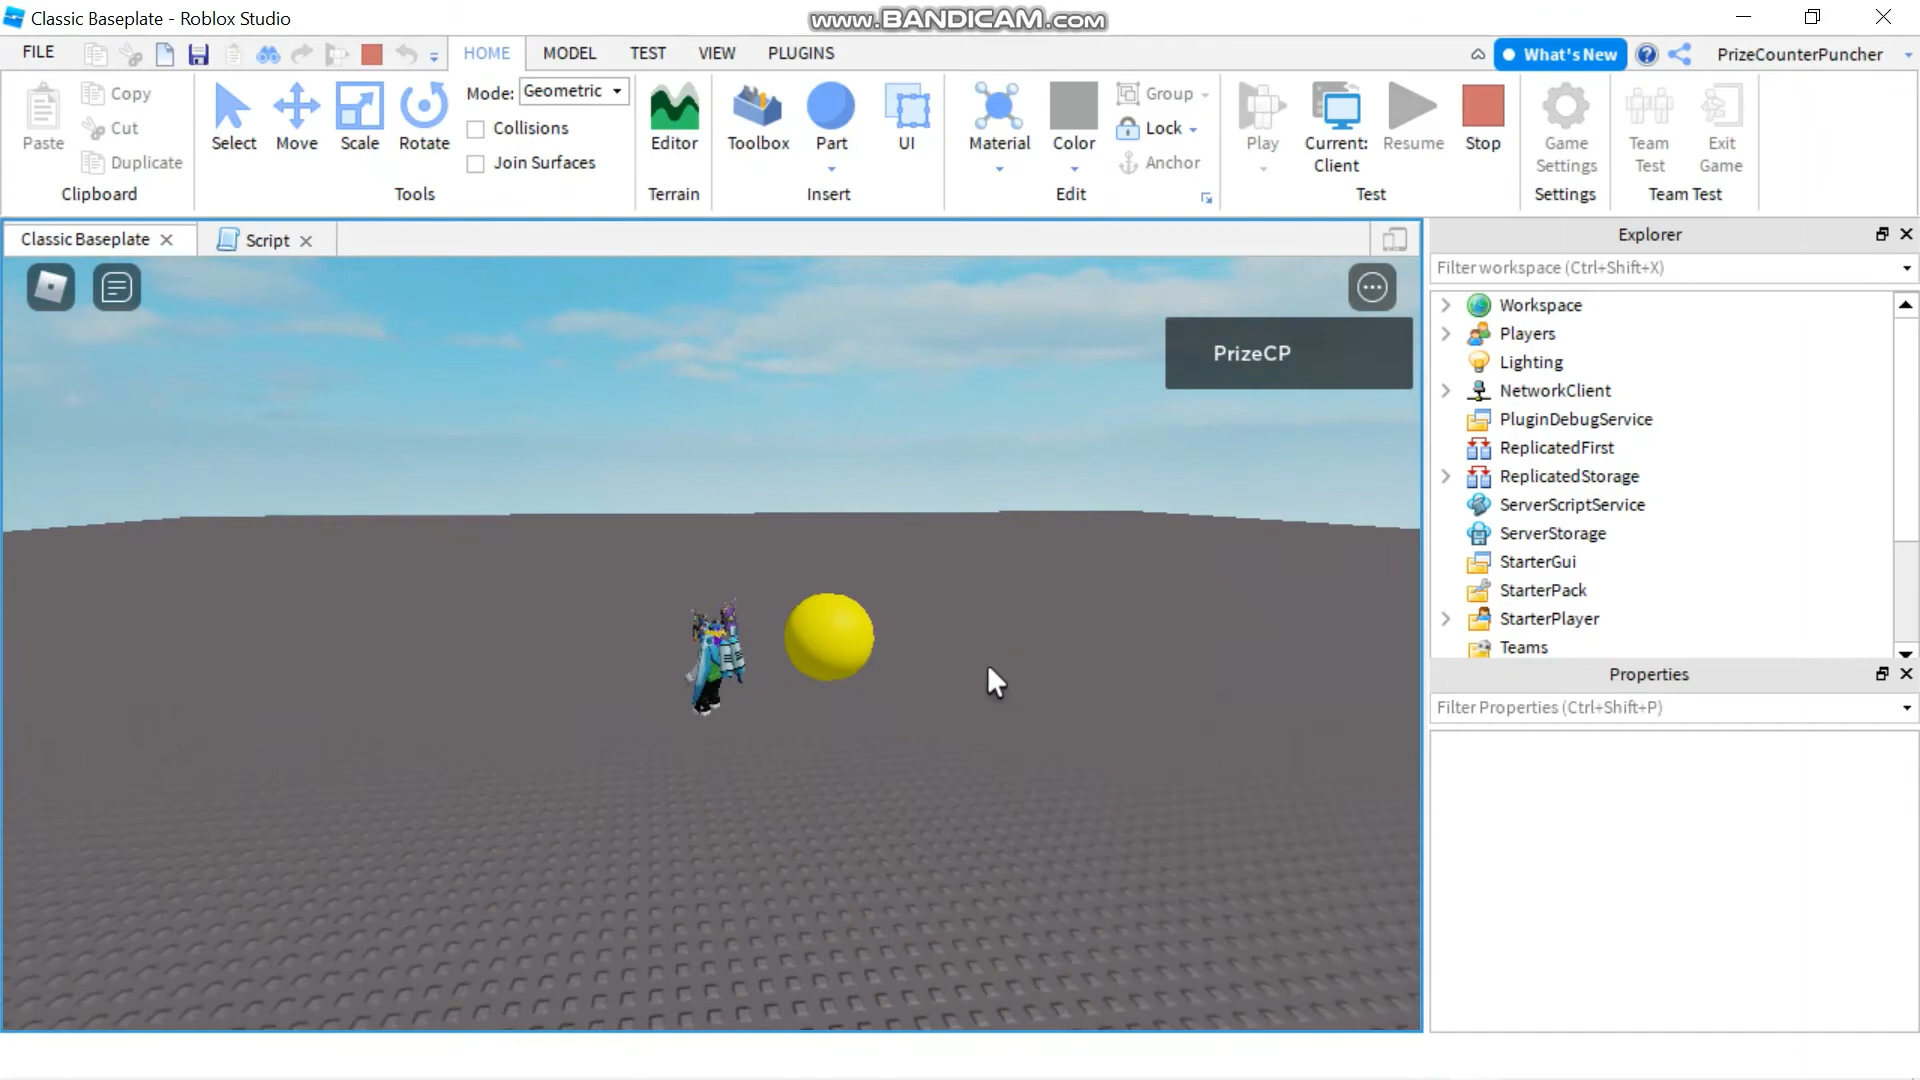 Classic Baseplate - Roblox Studio
www.BANDICAM.com
FILE
HOME
MODEL
TEST
VIEW
PLUGINS
What's New
PrizeCounterPuncher
Paste
Copy
Cut
Duplicate
Clipboard
Select
Move
Scale
Rotate
Mode: Geometric
Collisions
Join Surfaces
Tools
Editor
Terrain
Toolbox
Part
UI
Insert
Material
Color
Group
Lock
Anchor
Edit
Play
Current:
Client
Resume
Stop
Test
Game
Settings
Settings
Team
Test
Exit
Game
Team Test
Classic Baseplate
Script
PrizeCP
Explorer
Filter workspace (Ctrl+Shift+X)
Workspace
Players
Lighting
NetworkClient
PluginDebugService
ReplicatedFirst
ReplicatedStorage
ServerScriptService
ServerStorage
StarterGui
StarterPack
StarterPlayer
Teams
Properties
Filter Properties (Ctrl+Shift+P)